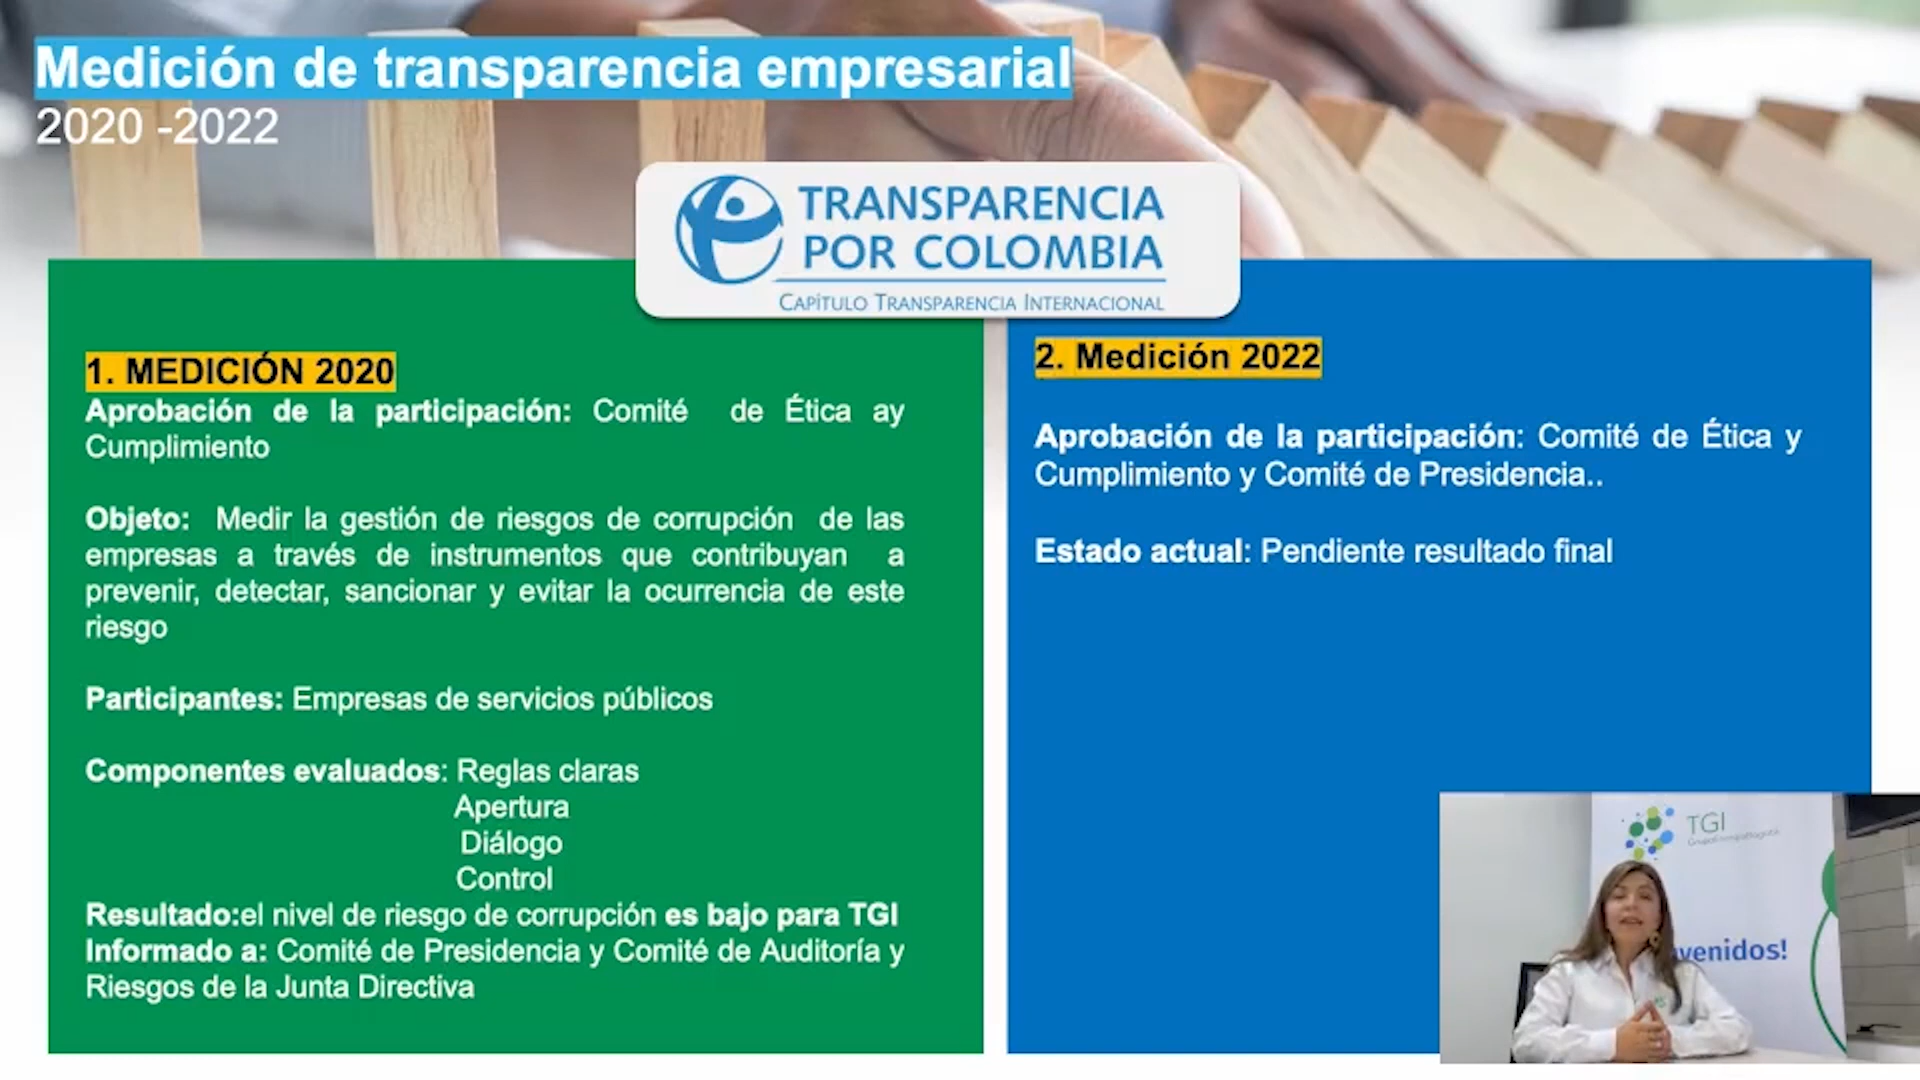 Medición de transparencia empresarial
2020 -2022
TRANSPARENCIA
POR COLOMBIA
CAPÍTULO TRANSPARENCIA INTERNACIONAL
1. MEDICIÓN 2020
Aprobación de la participación: Comité de Ética ay
Cumplimiento
Objeto: Medir la gestión de riesgos de corrupción de las
empresas a través de instrumentos que contribuyan a
prevenir, detectar, sancionar y evitar la ocurrencia de este
riesgo
Participantes: Empresas de servicios públicos
Componentes evaluados: Reglas claras
Apertura
Diálogo
Control
Resultado:el nivel de riesgo de corrupción es bajo para TGI
Informado a: Comité de Presidencia y Comité de Auditoría y
Riesgos de la Junta Directiva
2. Medición 2022
Aprobación de la participación: Comité de Ética y
Cumplimiento y Comité de Presidencia..
Estado actual: Pendiente resultado final
TGI
venidos!